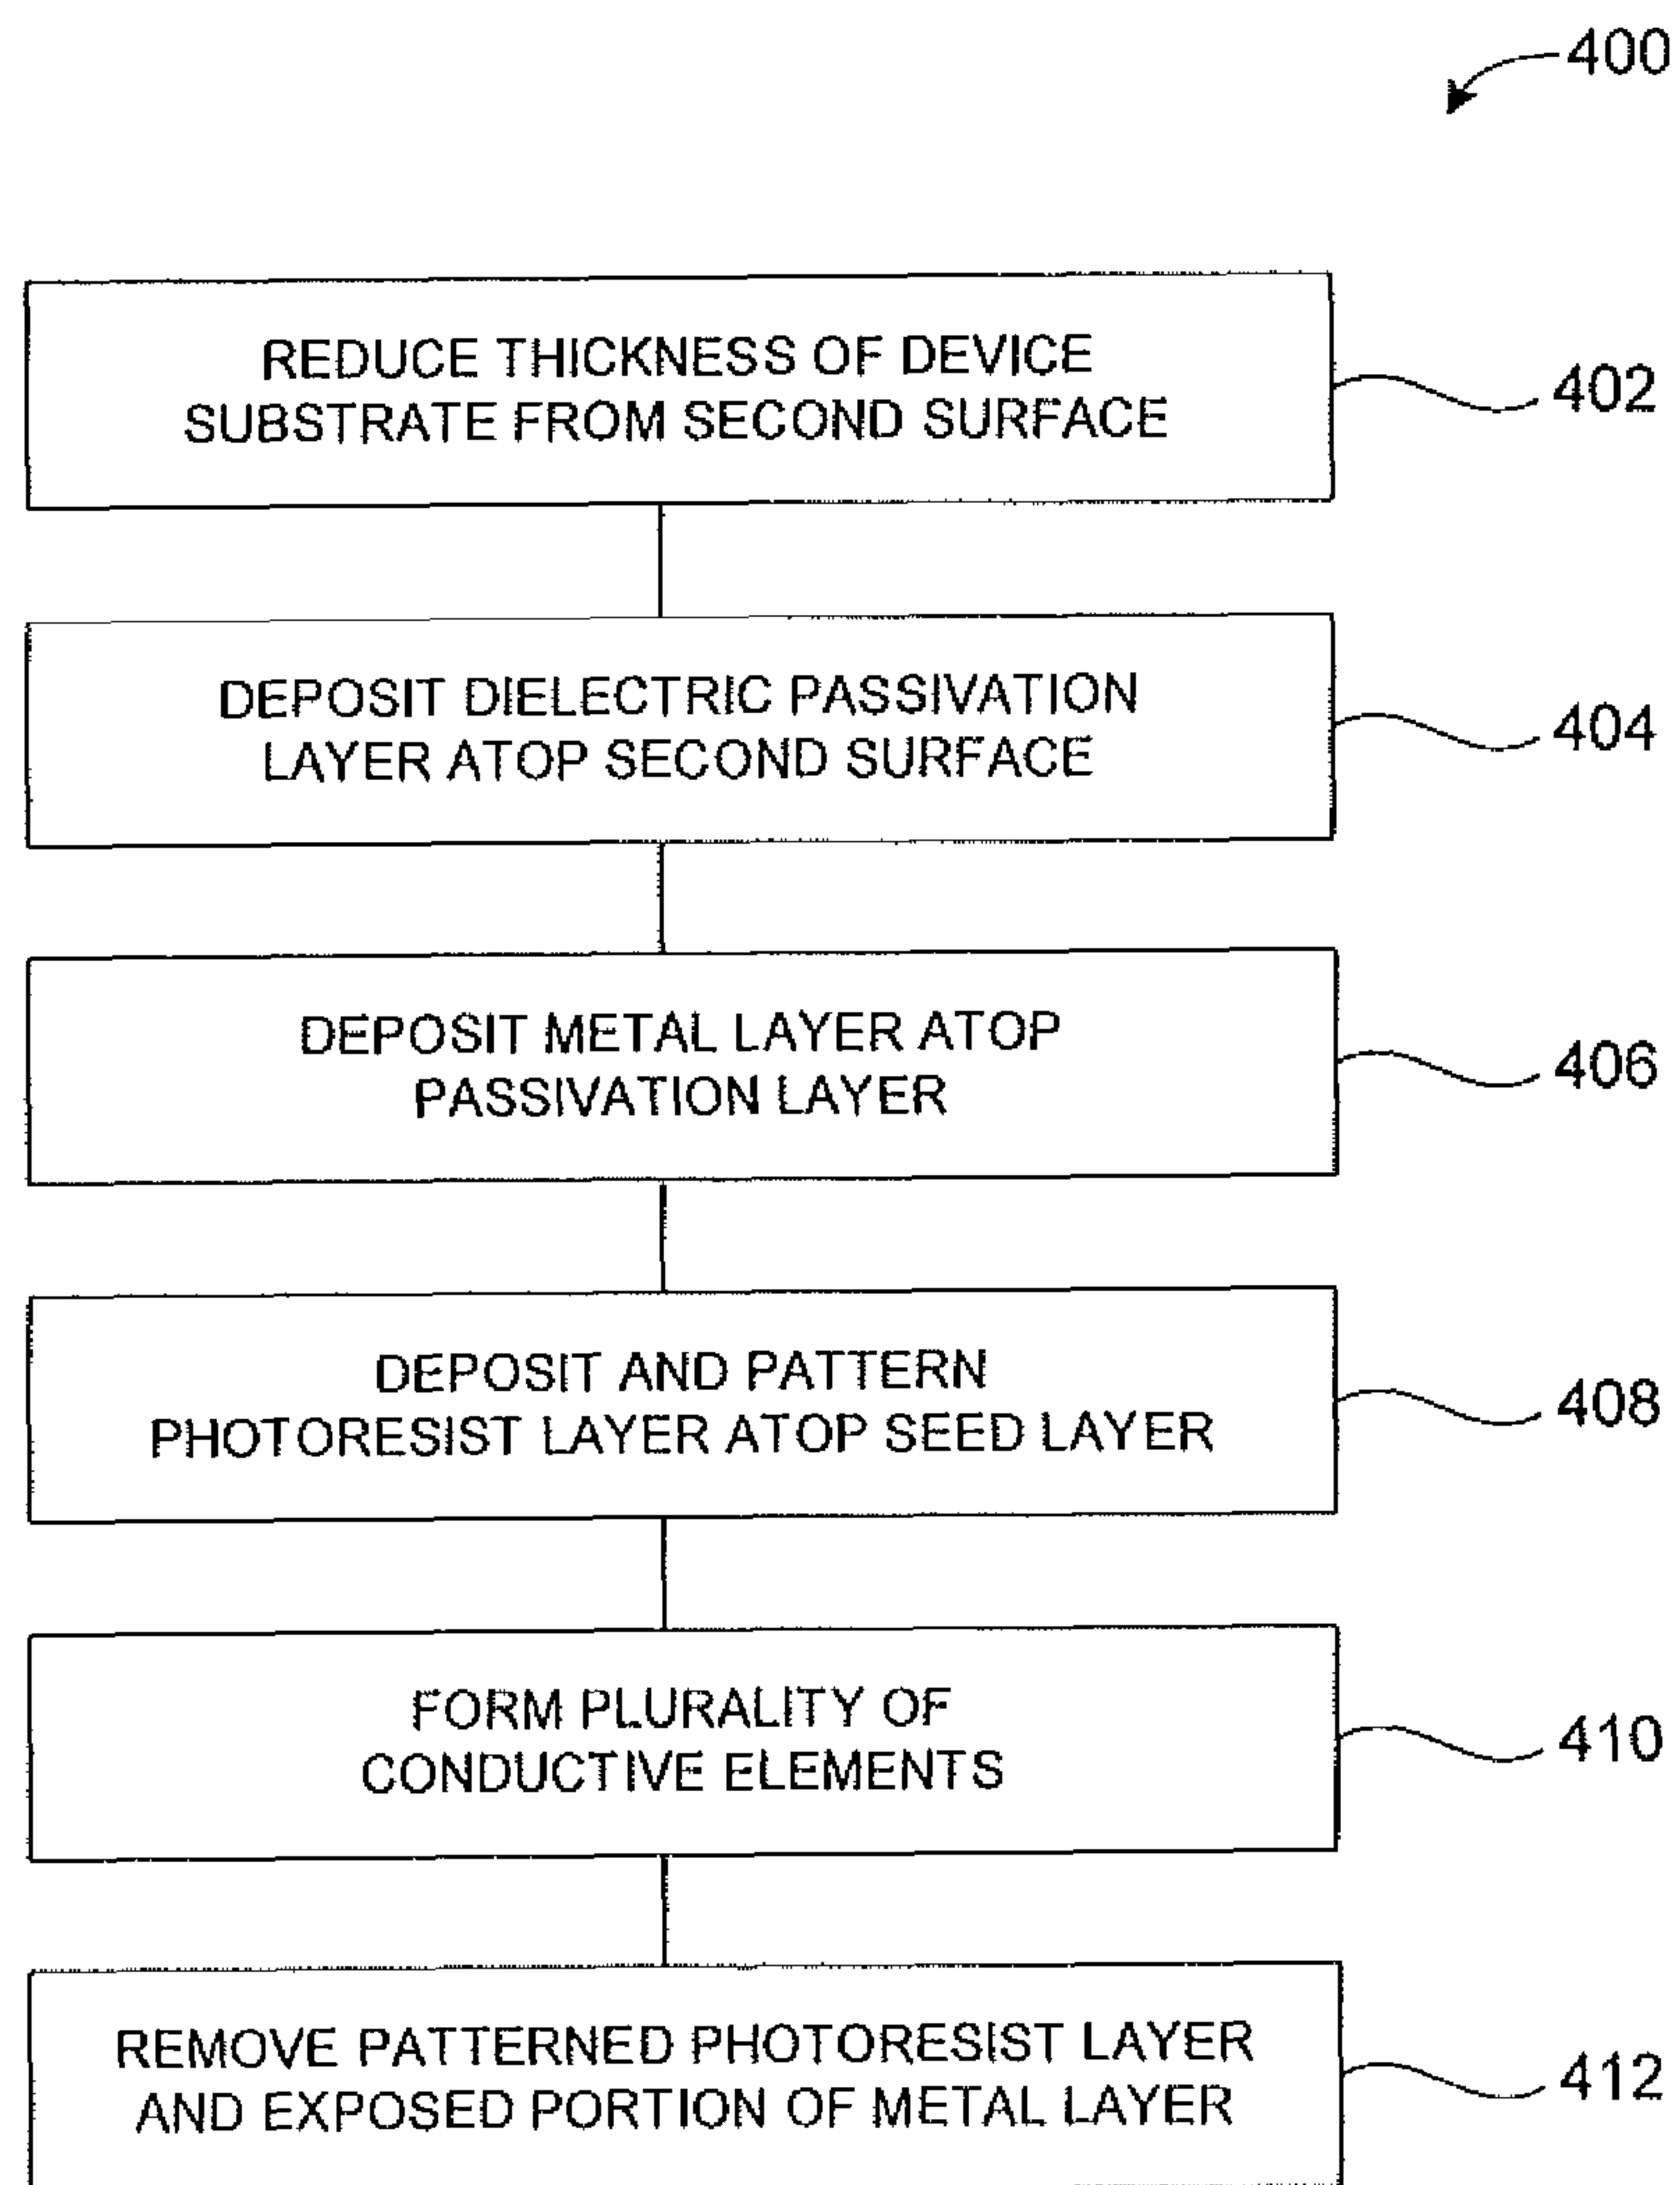 400
REDUCE THICKNESS OF DEVICE
SUBSTRATE FROM SECOND SURFACE
402
DEPOSIT DIELECTRIC PASSIVATION
LAYER ATOP SECOND SURFACE
404
DEPOSIT METAL LAYER ATOP
PASSIVATION LAYER
406
DEPOSIT AND PATTERN
PHOTORESIST LAYER ATOP SEED LAYER
408
FORM PLURALITY OF
CONDUCTIVE ELEMENTS
410
REMOVE PATTERNED PHOTORESIST LAYER
AND EXPOSED PORTION OF METAL LAYER
412